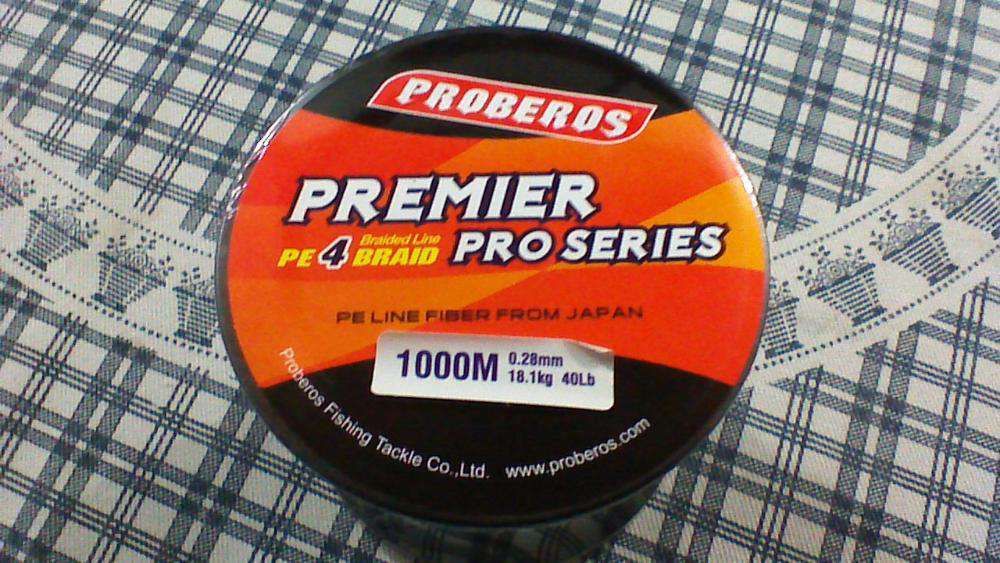 PROBEROS
PREMIER
PE 4 Braided Line BRAID PRO SERIES
PE LINE FIBER FROM JAPAN
1000M 0.28mm
18.1kg 40Lb
Proberos Fishing Tackle Co.,Ltd. www.proberos.com